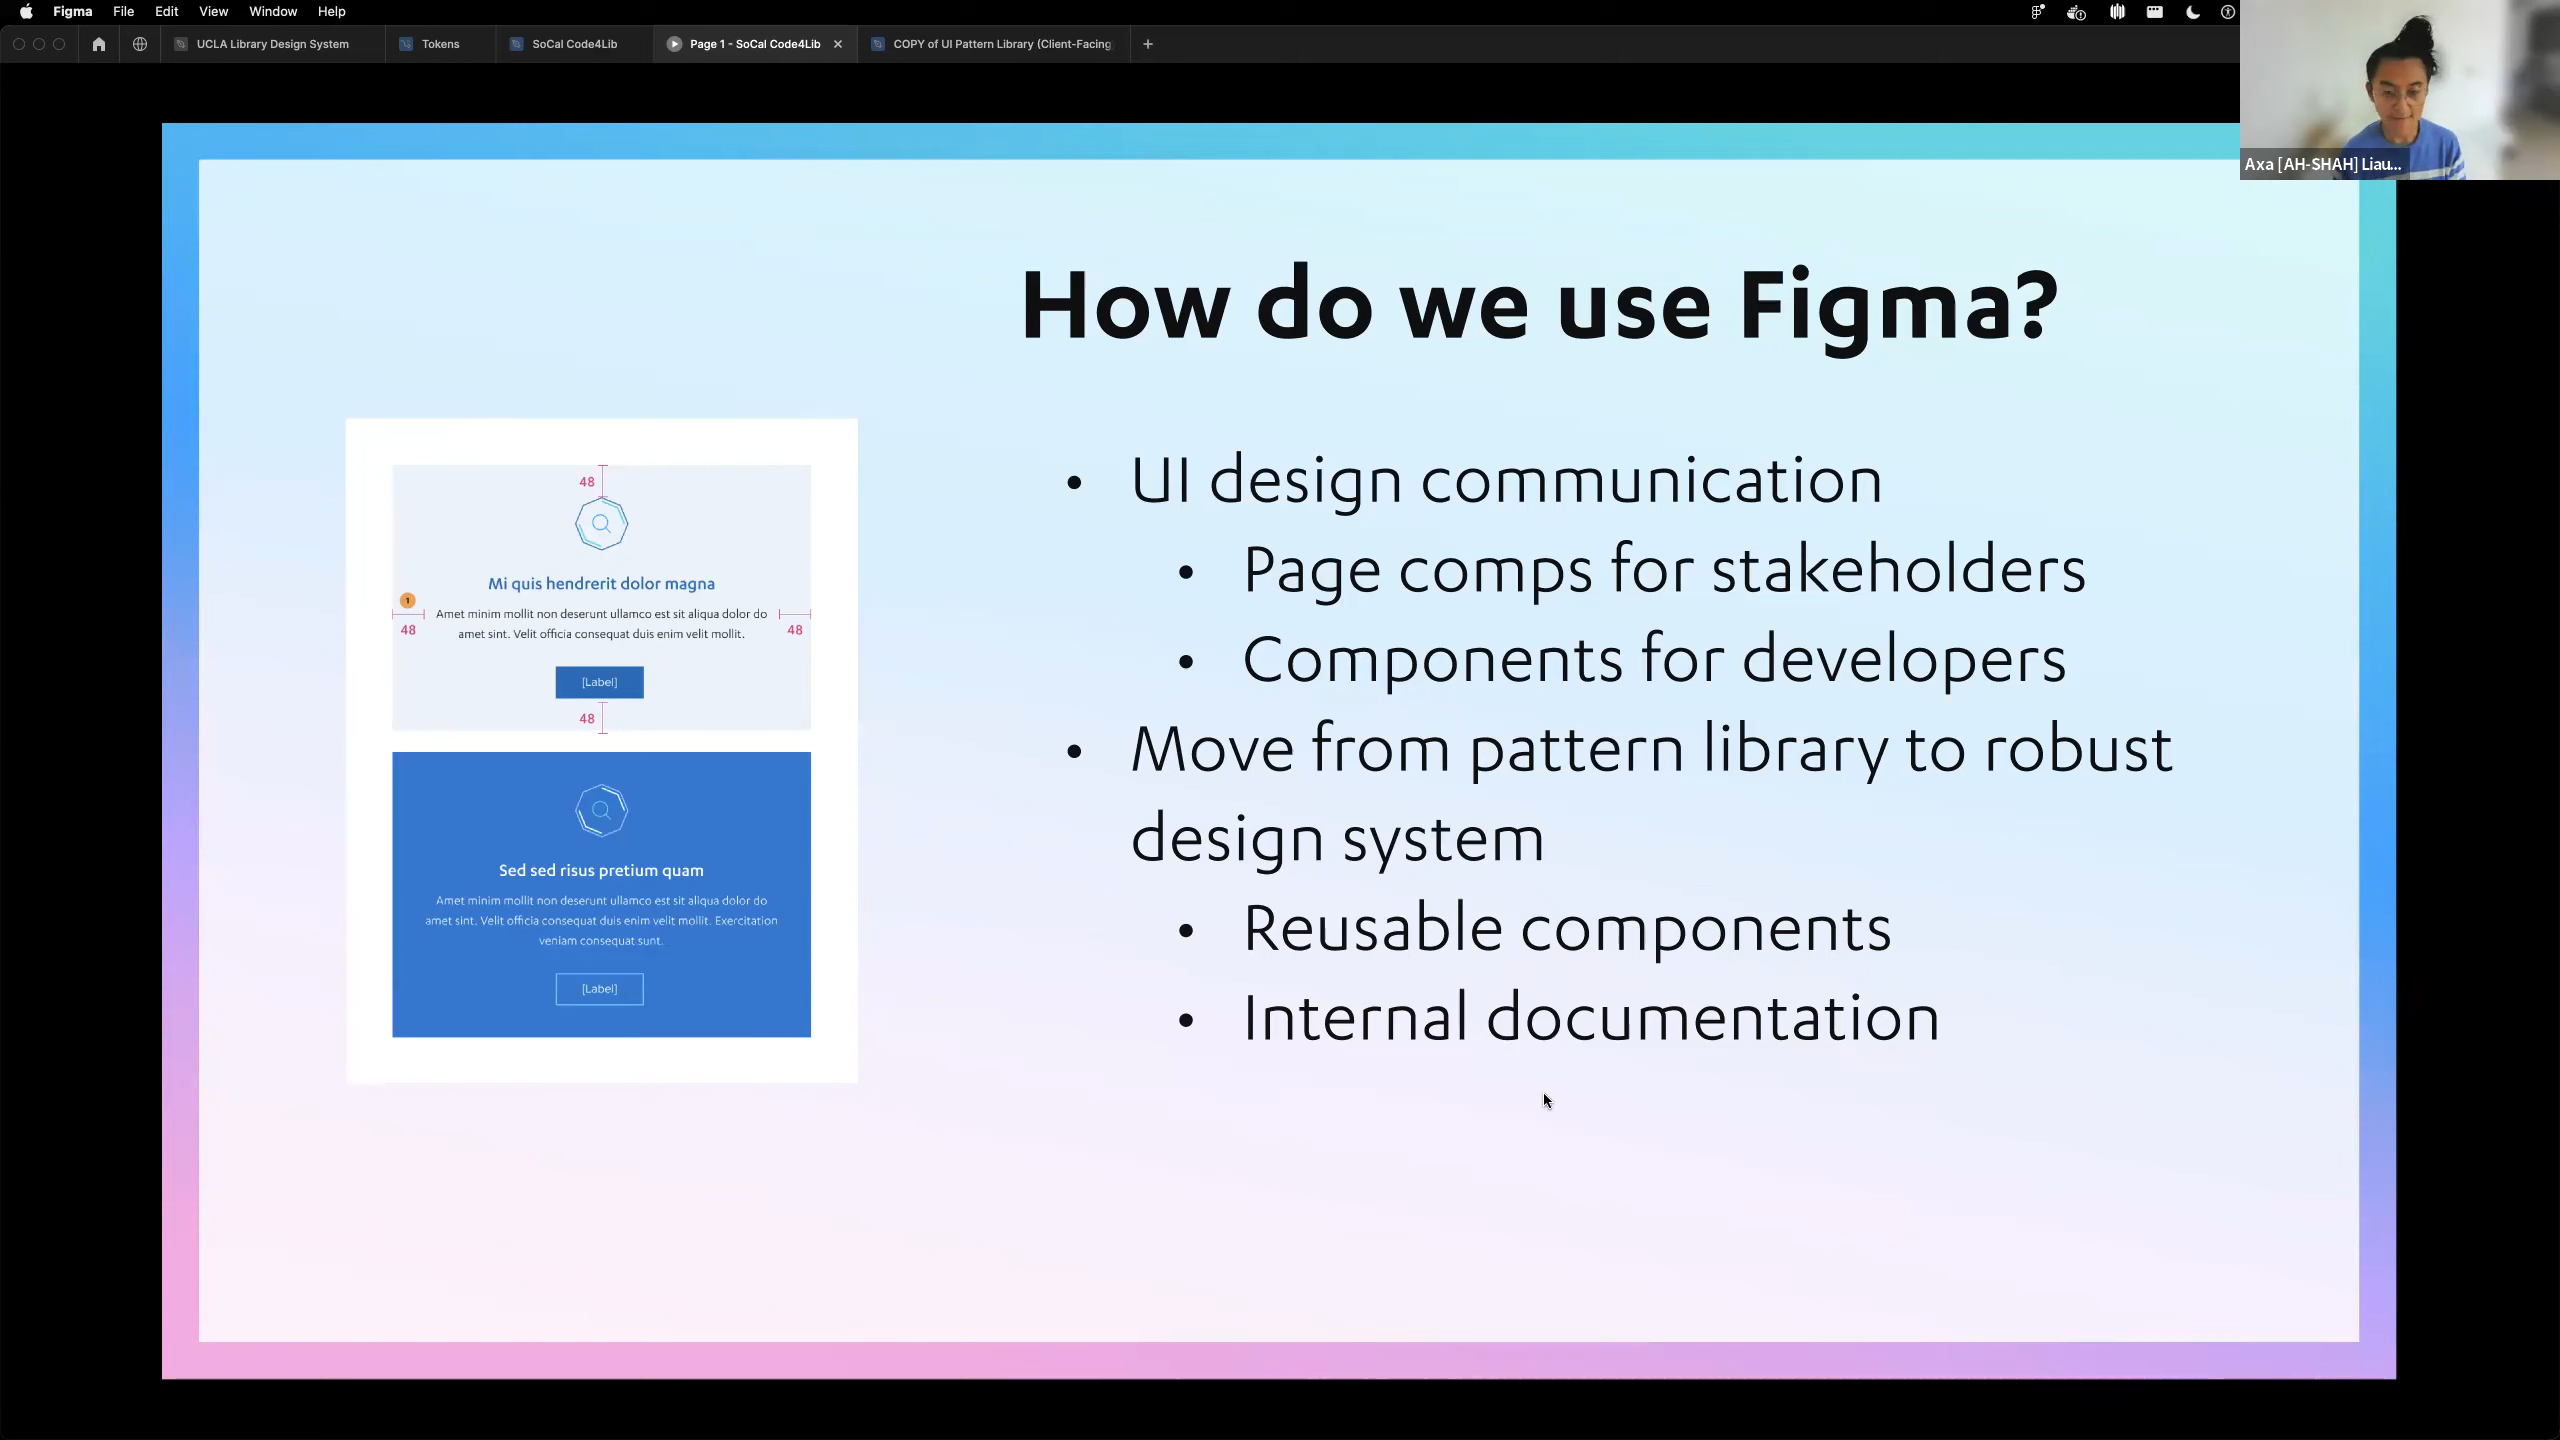 Figma File Edit View Window Help
UCLA Library Design System Tokens SoCal Code4Lib Page 1 - SoCal Code4Lib COPY of UI Pattern Library (Client-Facing
Axa [AH-SHAH] Liau...
How do we use Figma?
48
Mi quis hendrerit dolor magna
1
Amet minim mollit non deserunt ullamco est sit aliqua dolor do
48 amet sint. Velit officia consequat duis enim velit mollit. 48
[Label]
48
Sed sed risus pretium quam
Amet minim mollit non deserunt ullamco est sit aliqua dolor do
amet sint. Velit officia consequat duis enim velit mollit. Exercitation
veniam consequat sunt.
[Label]
• UI design communication
• Page comps for stakeholders
• Components for developers
• Move from pattern library to robust
design system
• Reusable components
• Internal documentation